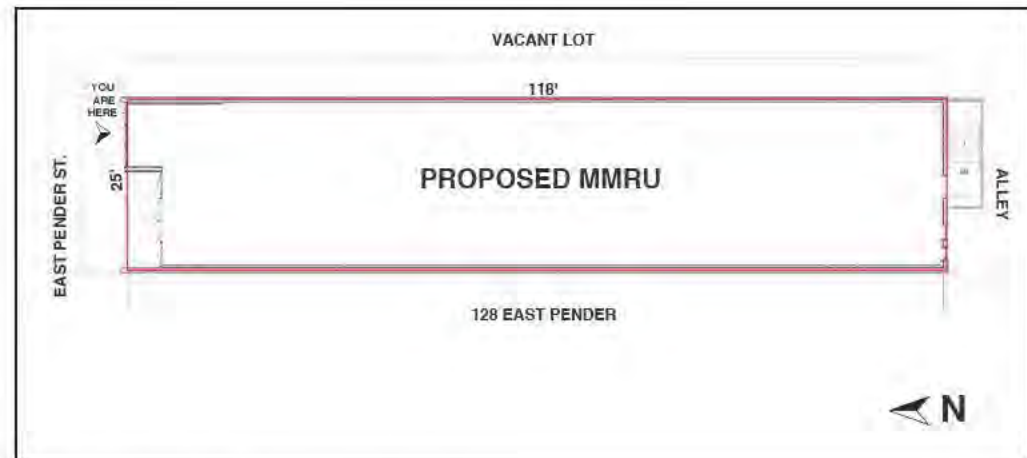 VACANT LOT
118'
YOU
ARE
HERE
25'
EAST PENDER ST.
PROPOSED MMRU
ALLEY
128 EAST PENDER
N